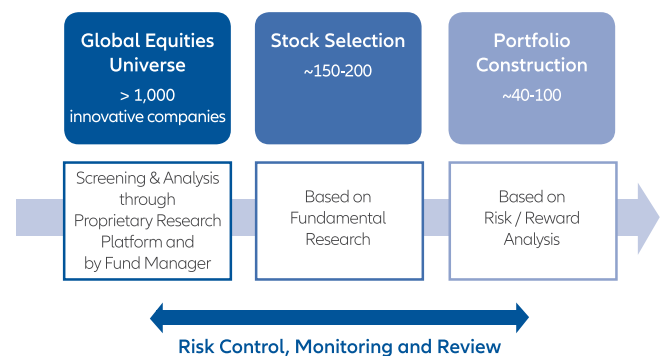 Global Equities
Universe
> 1,000
innovative companies
Stock Selection
~150-200
Portfolio
Construction
~40-100
Screening & Analysis
through
Proprietary Research
Platform and
by Fund Manager
Based on
Fundamental
Research
Based on
Risk / Reward
Analysis
Risk Control, Monitoring and Review